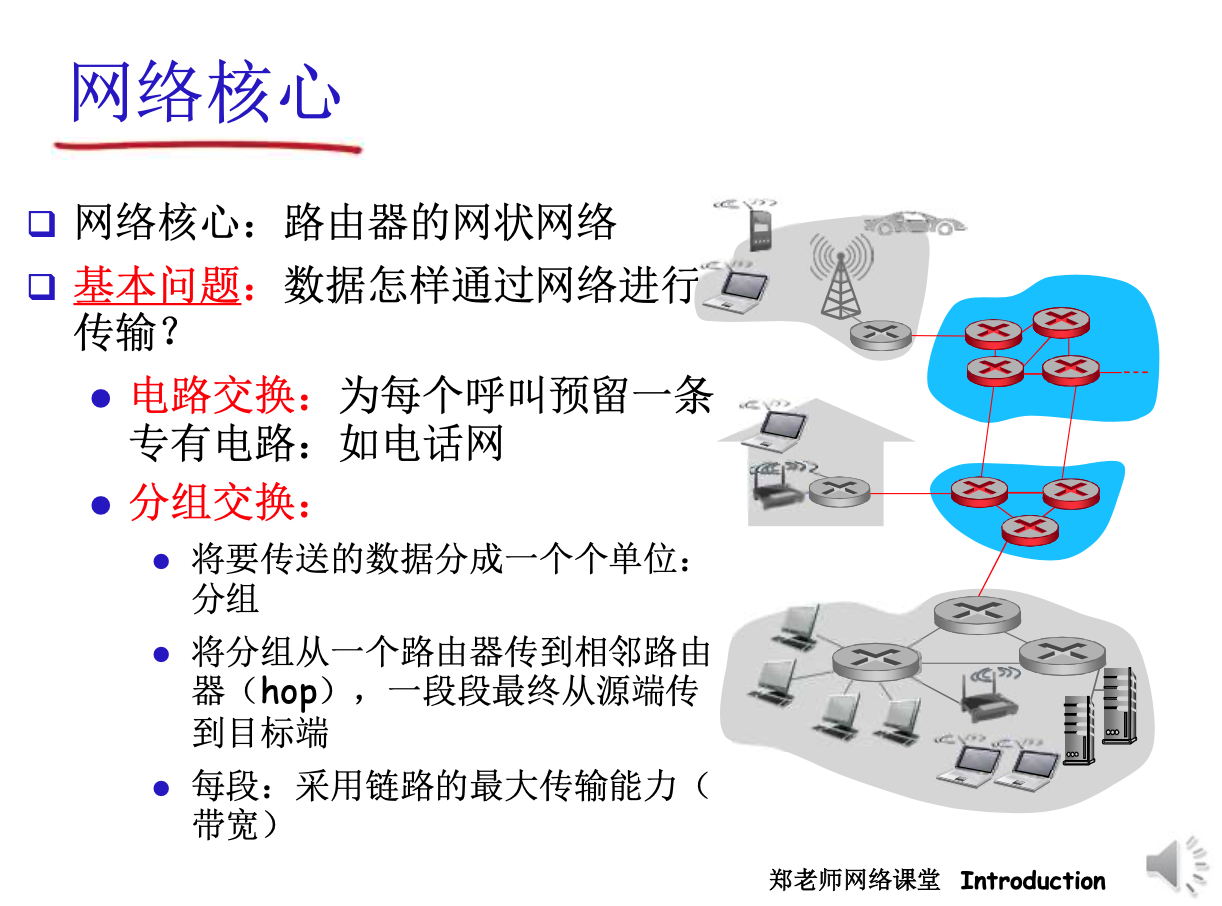 网络核心
网络核心：路由器的网状网络
基本问题：数据怎样通过网络进行
传输？
电路交换：为每个呼叫预留一条
专有电路：如电话网
分组交换：
将要传送的数据分成一个个单位：
分组
将分组从一个路由器传到相邻路由
器（hop），一段段最终从源端传
到目标端
每段：采用链路的最大传输能力（
带宽）
郑老师网络课堂 Introduction